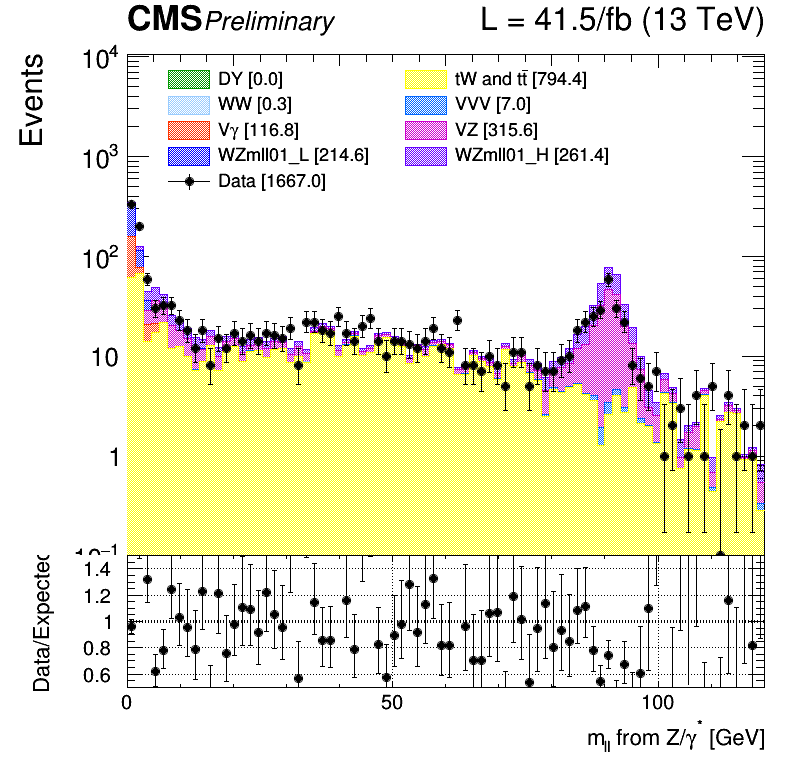 CMS Preliminary L = 41.5/fb (13 TeV)
Events
10⁴
10³
10²
10
1
10⁻¹
DY [0.0]
tW and tt̅ [794.4]
WW [0.3]
VVV [7.0]
Vγ [116.8]
VZ [315.6]
WZmll01_L [214.6]
WZmll01_H [261.4]
Data [1667.0]
Data/Expected
1.4
1.2
1
0.8
0.6
0 50 100
m_ll from Z/γ* [GeV]